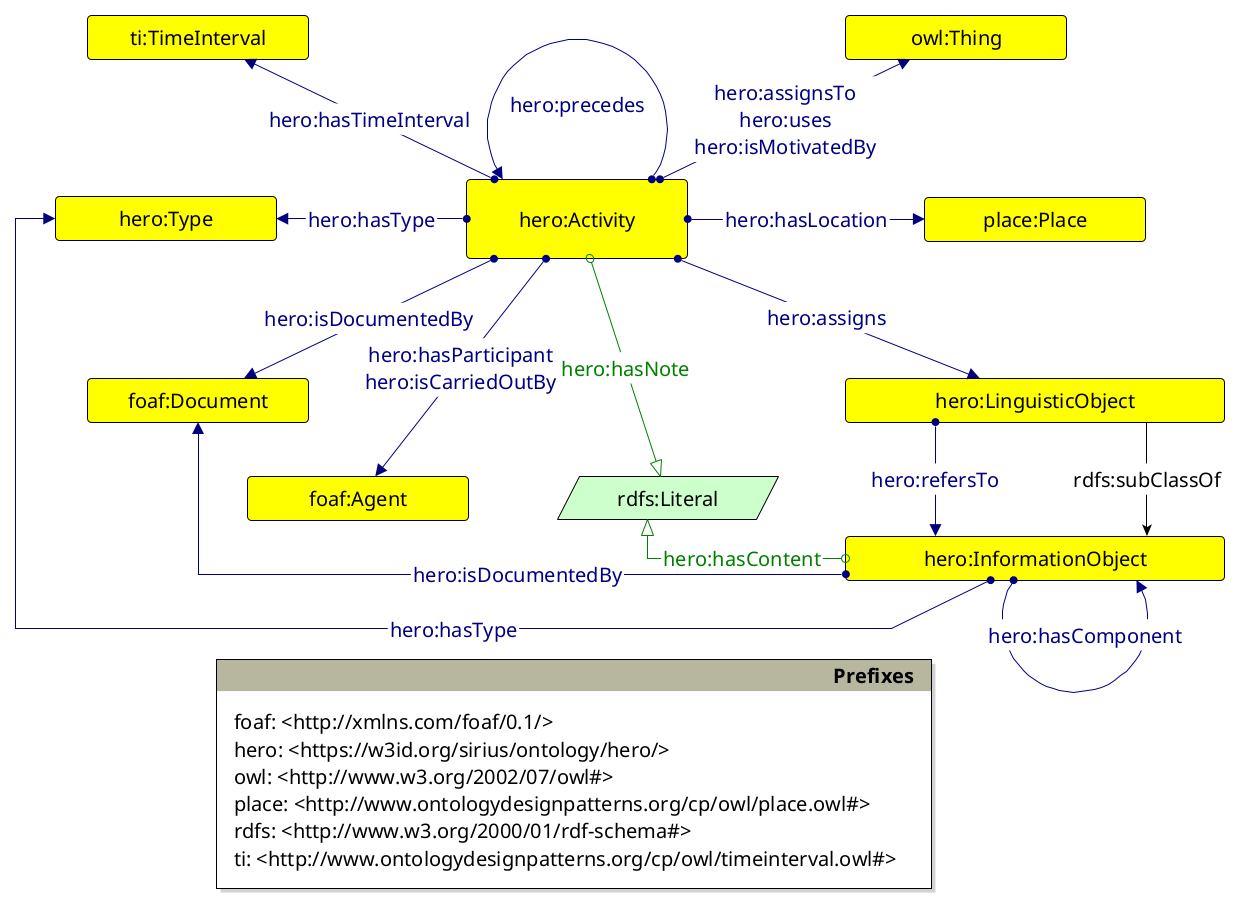 ti:TimeInterval
owl:Thing
hero:precedes
hero:assignsTo
hero:uses
hero:isMotivatedBy
hero:hasTimeInterval
hero:Type
hero:hasType
hero:Activity
hero:hasLocation
place:Place
hero:isDocumentedBy
hero:assigns
hero:hasParticipant
hero:isCarriedOutBy
hero:hasNote
foaf:Document
hero:LinguisticObject
hero:refersTo
rdfs:subClassOf
foaf:Agent
rdfs:Literal
hero:hasContent
hero:InformationObject
hero:isDocumentedBy
hero:hasType
hero:hasComponent
Prefixes
foaf: <http://xmlns.com/foaf/0.1/>
hero: <https://w3id.org/sirius/ontology/hero/>
owl: <http://www.w3.org/2002/07/owl#>
place: <http://www.ontologydesignpatterns.org/cp/owl/place.owl#>
rdfs: <http://www.w3.org/2000/01/rdf-schema#>
ti: <http://www.ontologydesignpatterns.org/cp/owl/timeinterval.owl#>